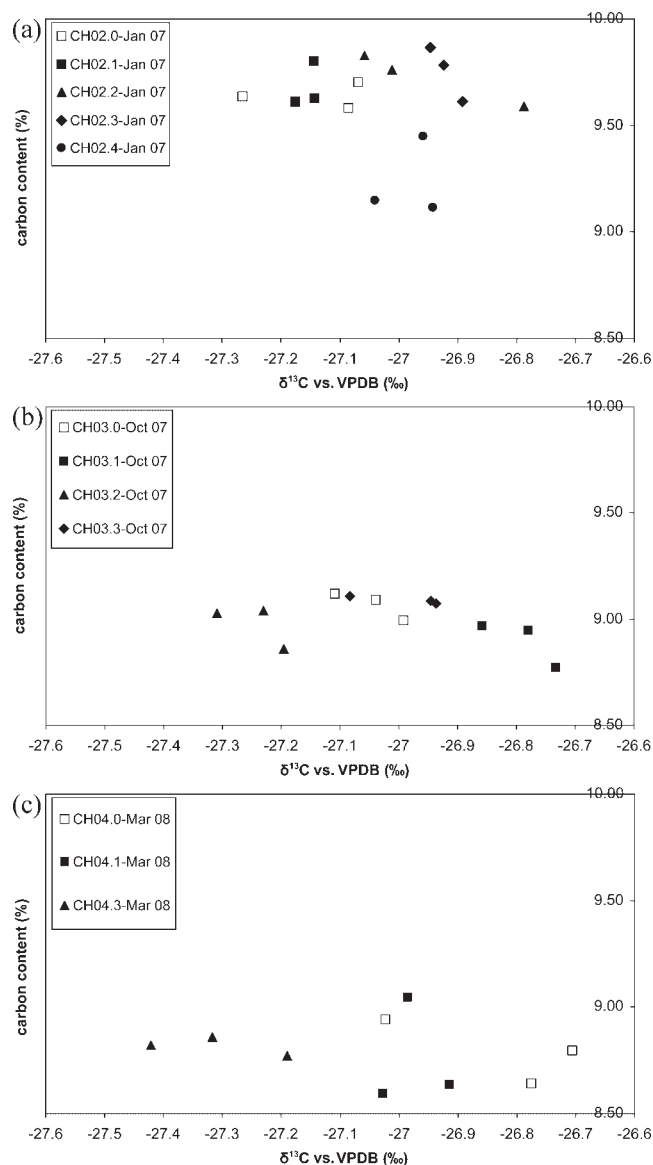 (a)
CH02.0-Jan 07
CH02.1-Jan 07
CH02.2-Jan 07
CH02.3-Jan 07
CH02.4-Jan 07
carbon content (%)
10.00
9.50
9.00
8.50
-27.6 -27.5 -27.4 -27.3 -27.2 -27.1 -27 -26.9 -26.8 -26.7 -26.6
δ¹³C vs. VPDB (‰)
(b)
CH03.0-Oct 07
CH03.1-Oct 07
CH03.2-Oct 07
CH03.3-Oct 07
carbon content (%)
10.00
9.50
9.00
8.50
-27.6 -27.5 -27.4 -27.3 -27.2 -27.1 -27 -26.9 -26.8 -26.7 -26.6
δ¹³C vs. VPDB (‰)
(c)
CH04.0-Mar 08
CH04.1-Mar 08
CH04.3-Mar 08
carbon content (%)
10.00
9.50
9.00
8.50
-27.6 -27.5 -27.4 -27.3 -27.2 -27.1 -27 -26.9 -26.8 -26.7 -26.6
δ¹³C vs. VPDB (‰)